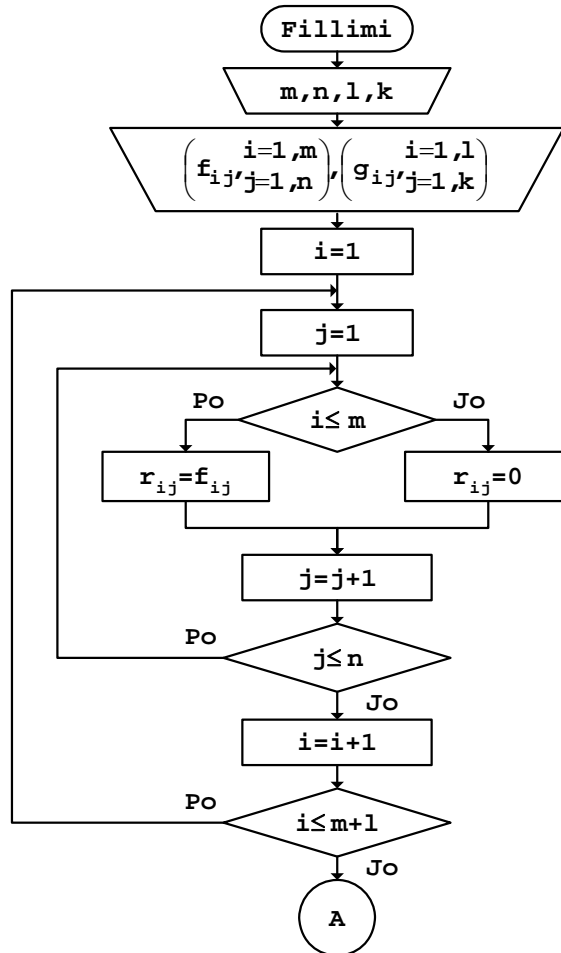 Fillimi
m,n,l,k
(f_ij, i=1,m j=1,n), (g_ij, i=1,l j=1,k)
i=1
j=1
Po
Jo
i≤m
r_ij=f_ij
r_ij=0
j=j+1
Po
j≤n
Jo
i=i+1
Po
i≤m+l
Jo
A